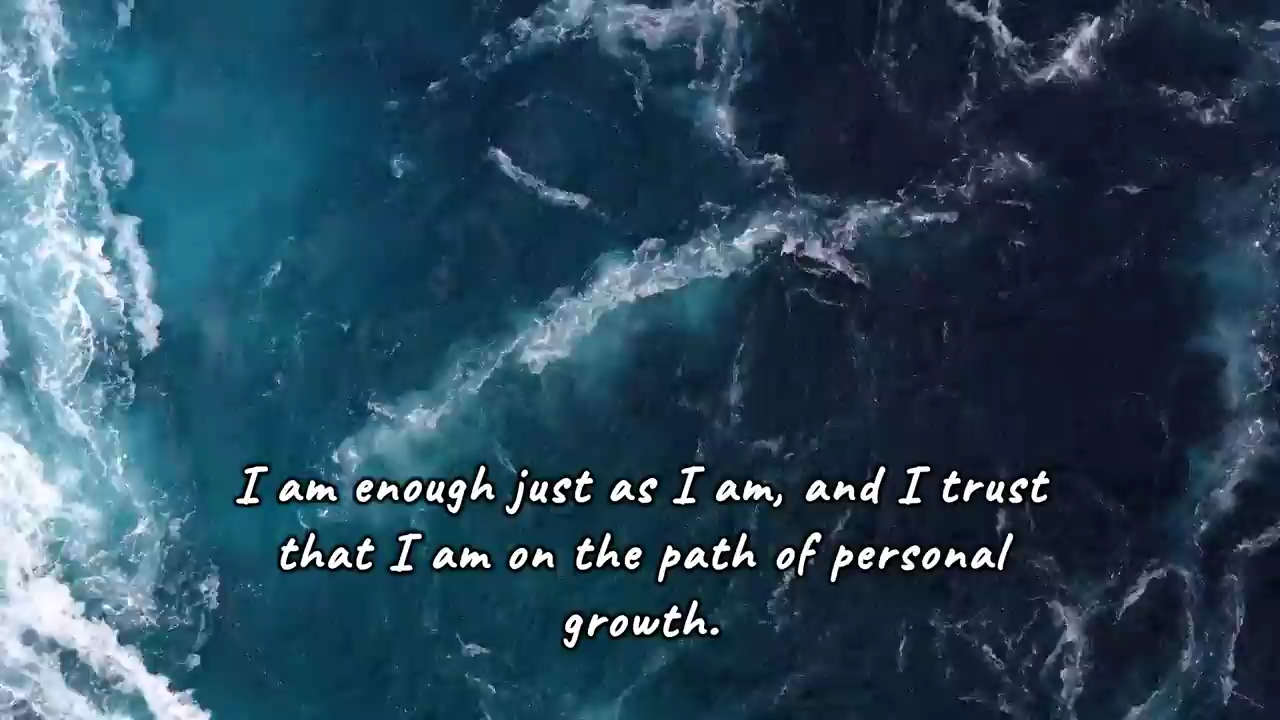 I am enough just as I am, and I trust
that I am on the path of personal
growth.